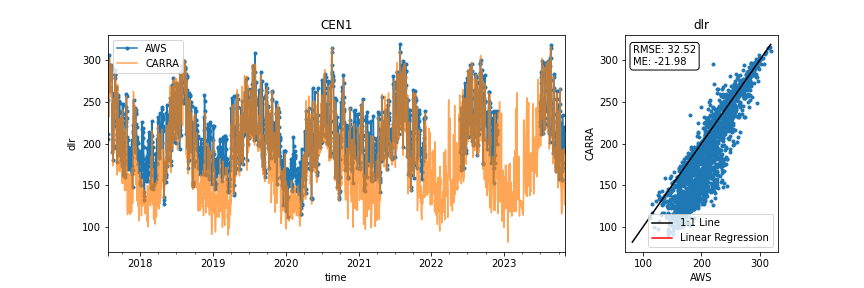 CEN1
AWS
CARRA
300
250
200
150
100
dlr
2018
2019
2020
2021
2022
2023
time
dlr
RMSE: 32.52
ME: -21.98
300
250
200
150
100
CARRA
1:1 Line
Linear Regression
100
200
300
AWS